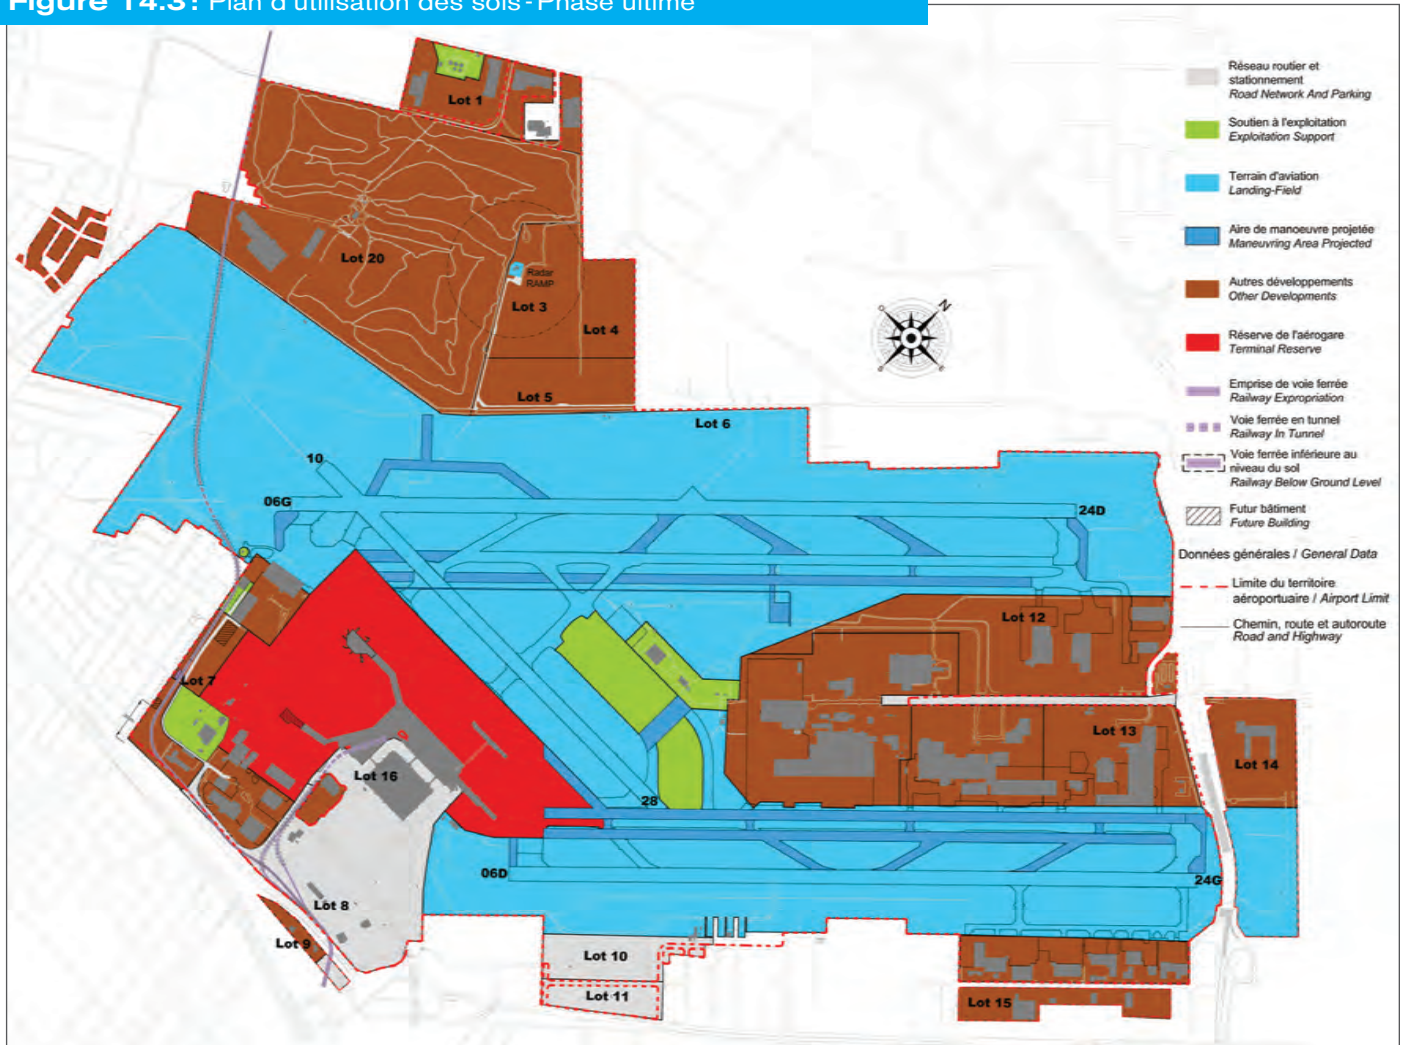 Figure 14.3: Plan d'utilisation des sols - Phase ultime
Réseau routier et
stationnement
Road Network And Parking
Soutien à l'exploitation
Exploitation Support
Terrain d'aviation
Landing-Field
Aire de manoeuvre projetée
Maneuvring Area Projected
Autres développements
Other Developments
Réserve de l'aérogare
Terminal Reserve
Emprise de voie ferrée
Railway Expropriation
Voie ferrée en tunnel
Railway In Tunnel
Voie ferrée inférieure au
niveau du sol
Railway Below Ground Level
Futur bâtiment
Future Building
Données générales / General Data
Limite du territoire
aéroportuaire / Airport Limit
Chemin, route et autoroute
Road and Highway
Lot 1
Lot 20
Radar
RAMP
Lot 3
Lot 4
Lot 5
Lot 6
N
10
06G
24D
Lot 12
Lot 7
Lot 13
Lot 14
Lot 16
28
06D
24G
Lot 8
Lot 9
Lot 10
Lot 11
Lot 15